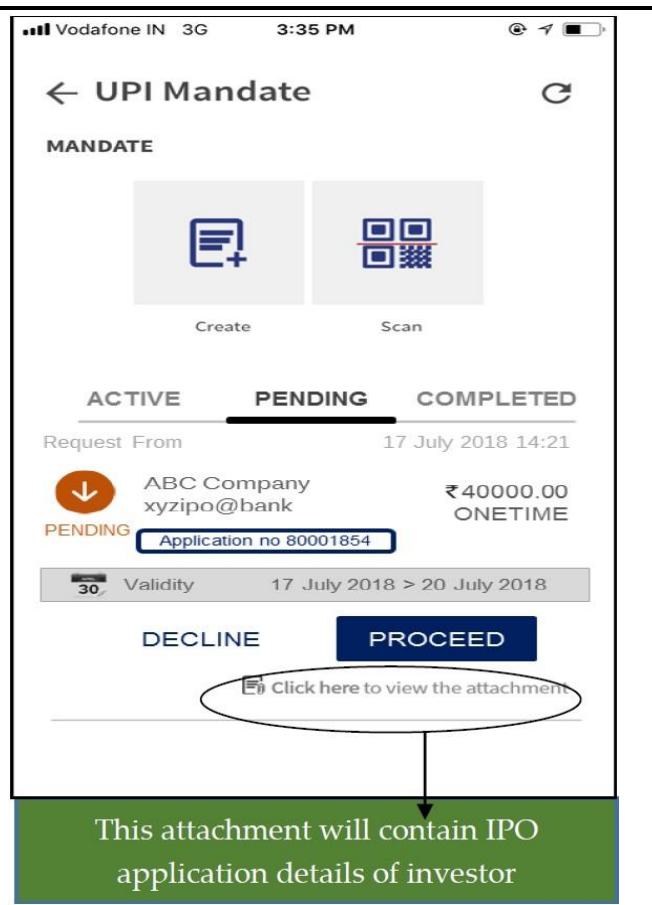 Vodafone IN 3G 3:35 PM
← UPI Mandate
MANDATE
Create Scan
ACTIVE PENDING COMPLETED
Request From 17 July 2018 14:21
ABC Company ₹40000.00
xyzipo@bank ONETIME
PENDING Application no 80001854
30 Validity 17 July 2018 > 20 July 2018
DECLINE PROCEED
Click here to view the attachment
This attachment will contain IPO
application details of investor